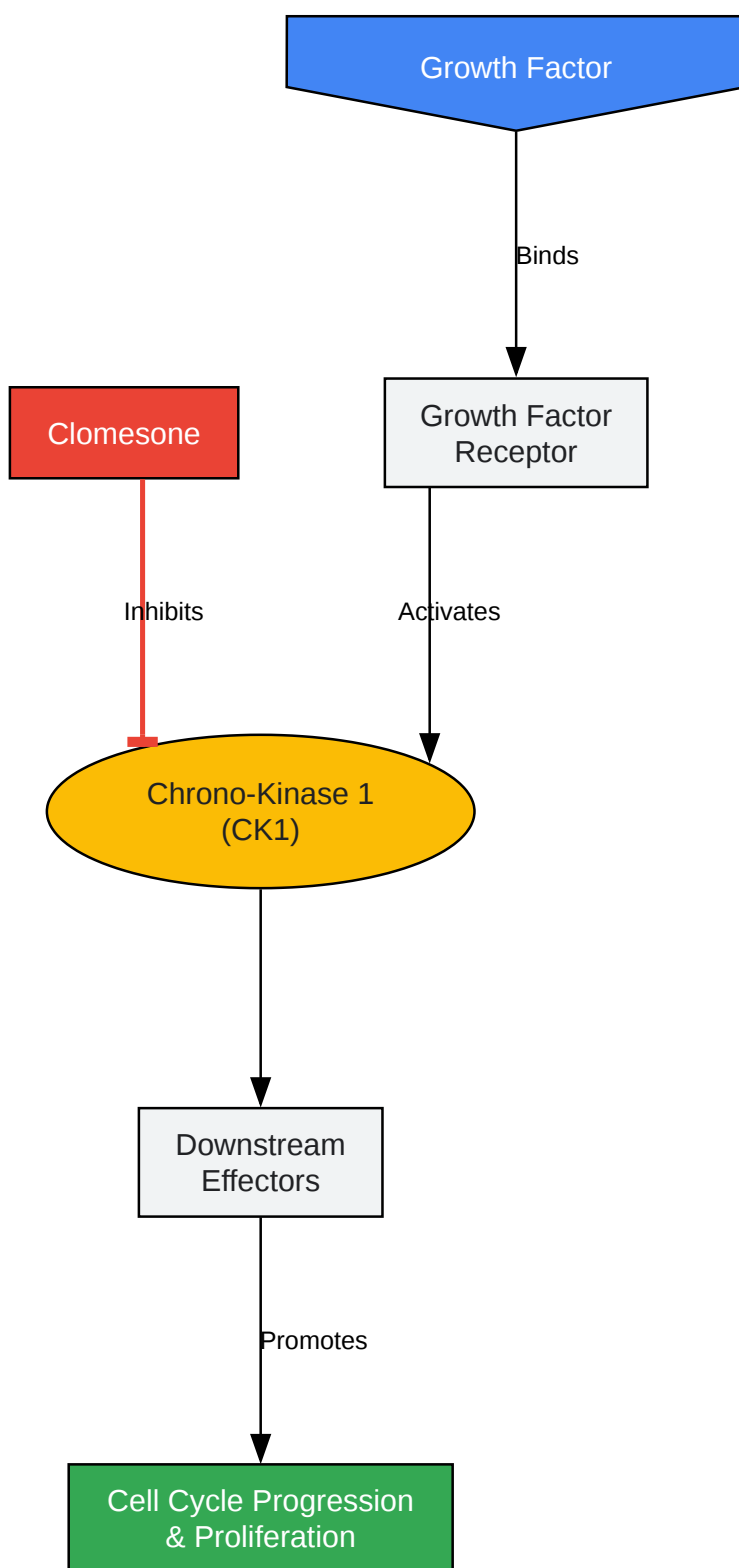 Growth Factor
Binds
Clomesone
Growth Factor
Receptor
Inhibits
Activates
Chrono-Kinase 1
(CK1)
Downstream
Effectors
Promotes
Cell Cycle Progression
& Proliferation